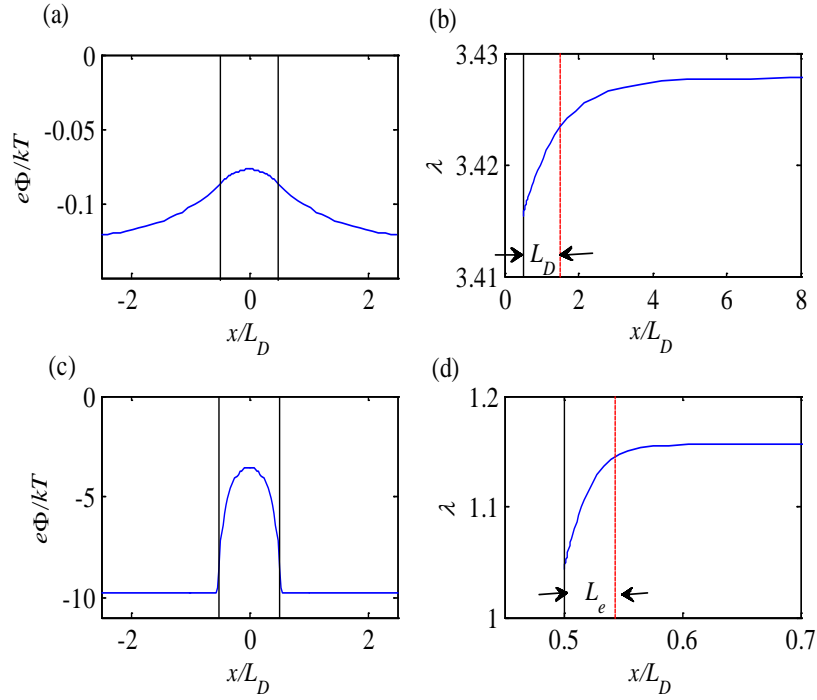 (a)
0
-0.05
-0.1
eΦ/kT
-2 0 2
x/L_D
(b)
3.43
3.42
3.41
λ
L_D
0 2 4 6 8
x/L_D
(c)
0
-5
-10
eΦ/kT
-2 0 2
x/L_D
(d)
1.2
1.1
1
λ
L_e
0.5 0.6 0.7
x/L_D